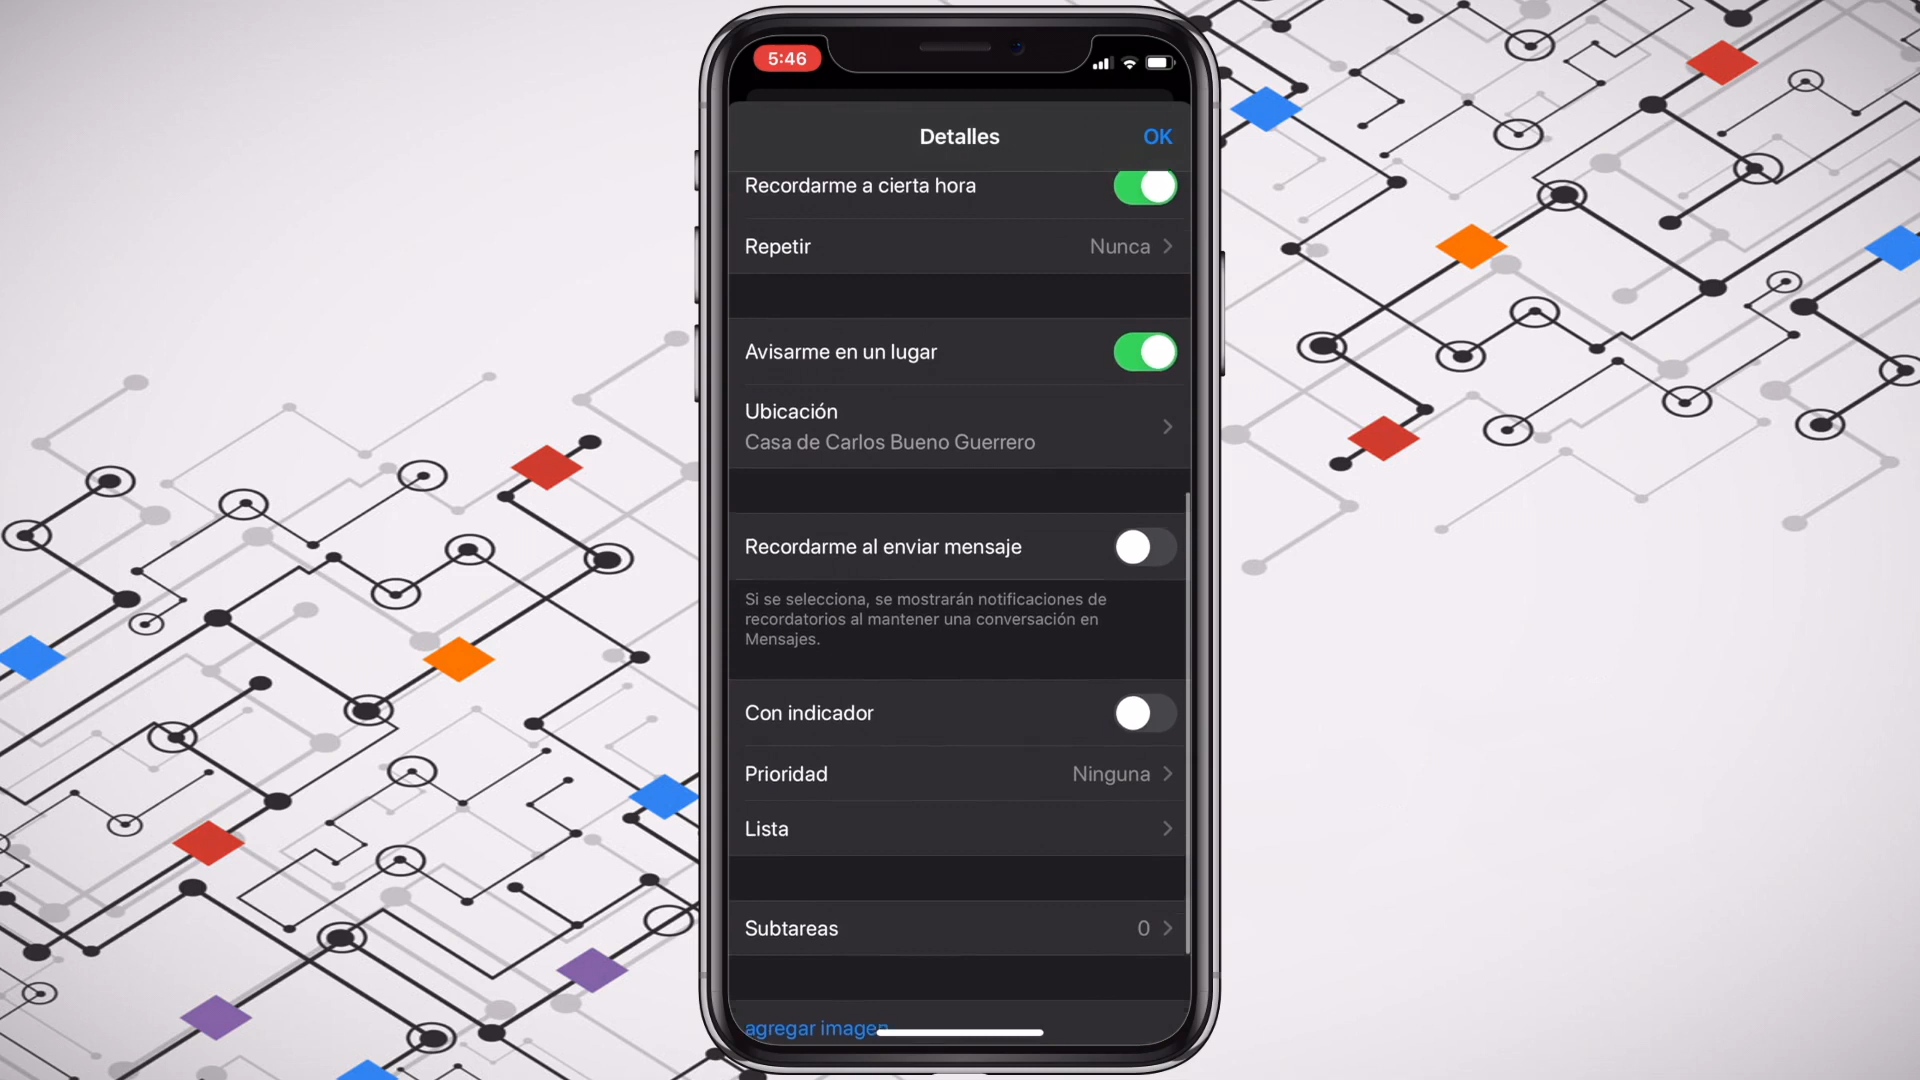 5:46
Detalles
OK
Recordarme a cierta hora
Repetir
Nunca
Avisarme en un lugar
Ubicación
Casa de Carlos Bueno Guerrero
Recordarme al enviar mensaje
Si se selecciona, se mostrarán notificaciones de
recordatorios al mantener una conversación en
Mensajes.
Con indicador
Prioridad
Ninguna
Lista
Subtareas
0
agregar imagen